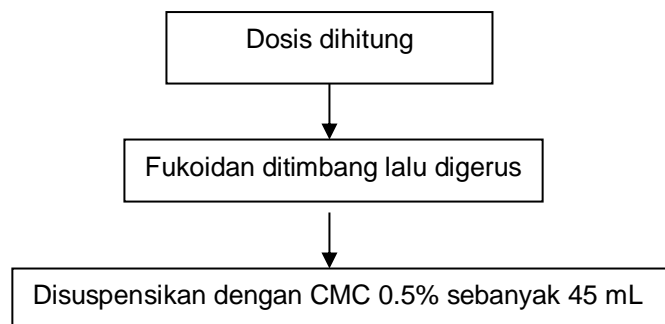 Dosis dihitung
Fukoidan ditimbang lalu digerus
Disuspensikan dengan CMC 0.5% sebanyak 45 mL